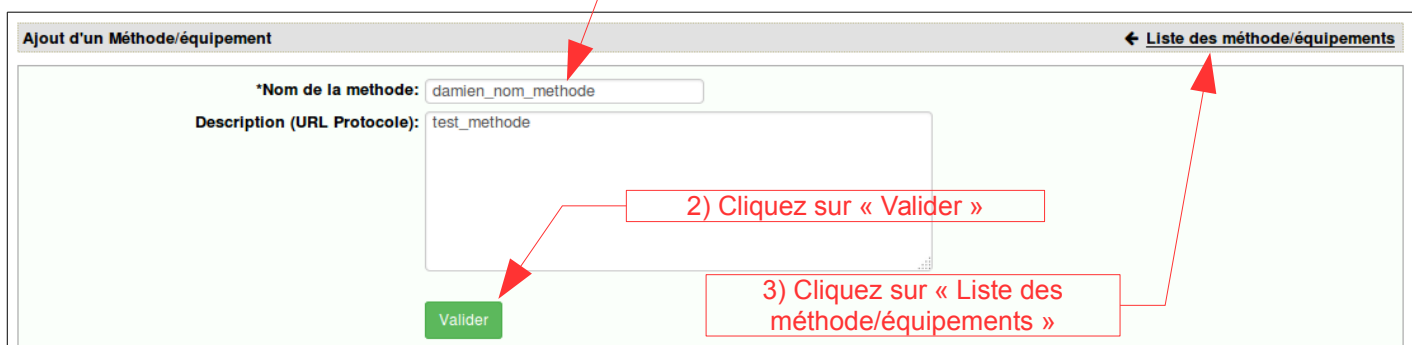 Ajout d'un Méthode/équipement
Liste des méthode/équipements
*Nom de la methode: damien_nom_methode
Description (URL Protocole): test_methode
2) Cliquez sur « Valider »
3) Cliquez sur « Liste des
méthode/équipements »
Valider